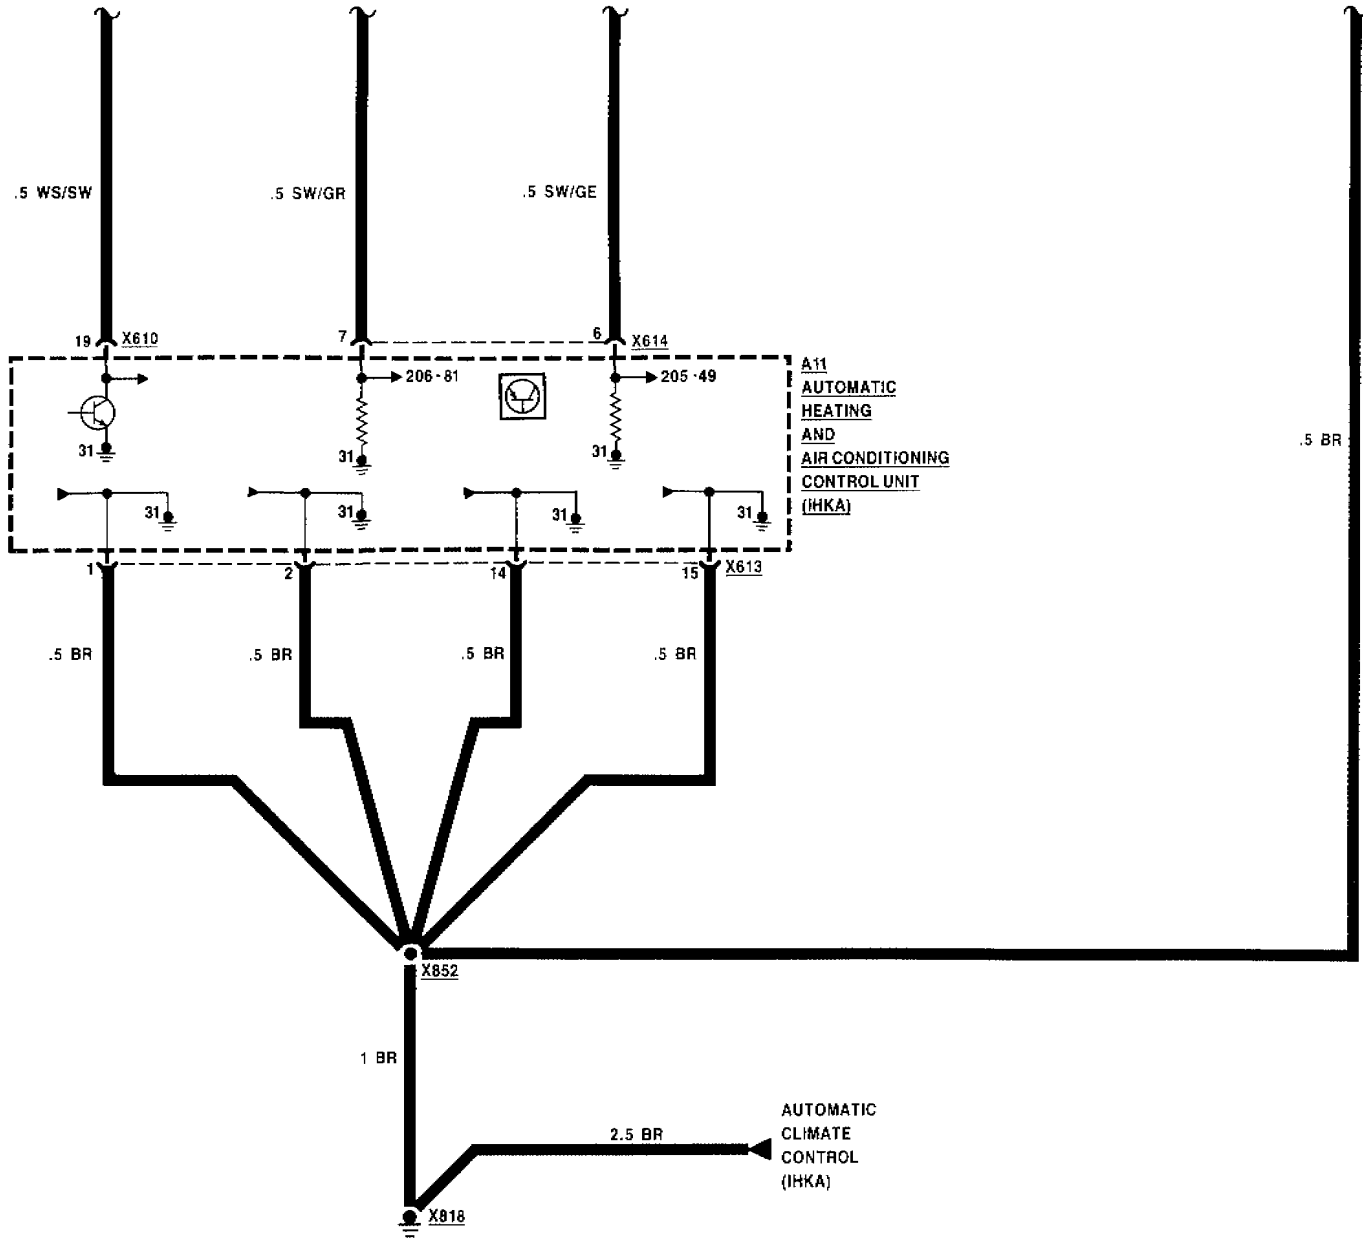 .5 WS/SW
.5 SW/GR
.5 SW/GE
19 X610
7
6 X614
206-81
205-49
31
31
31
A11
AUTOMATIC
HEATING
AND
AIR CONDITIONING
CONTROL UNIT
(IHKA)
.5 BR
31
31
31
31
1
2
14
15 X613
.5 BR
.5 BR
.5 BR
.5 BR
X852
1 BR
2.5 BR
AUTOMATIC
CLIMATE
CONTROL
(IHKA)
X818